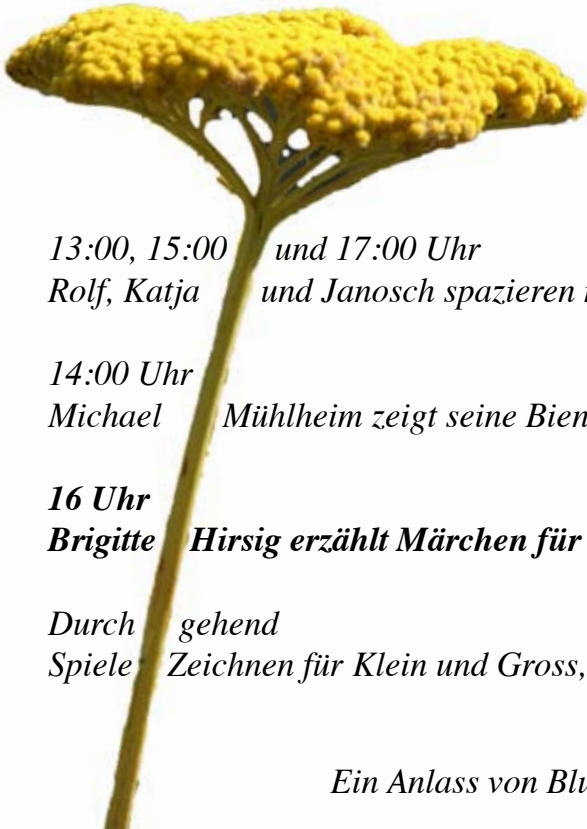 13:00, 15:00 und 17:00 Uhr
Rolf, Katja und Janosch spazieren
14:00 Uhr
Michael Mühlheim zeigt seine Bien
16 Uhr
Brigitte Hirsig erzählt Märchen für
Durch gehend
Spiele Zeichnen für Klein und Gross,
Ein Anlass von Blu